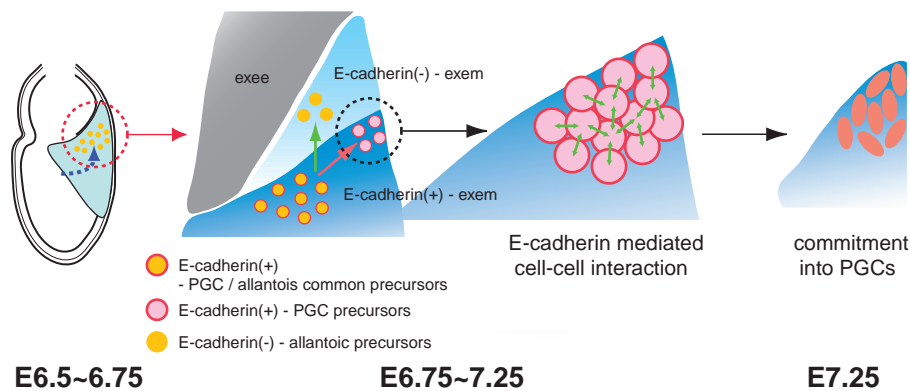 exee
E-cadherin(-) - exem
E-cadherin(+) - exem
E-cadherin(+)
- PGC / allantois common precursors
E-cadherin(+) - PGC precursors
E-cadherin(-) - allantoic precursors
E-cadherin mediated
cell-cell interaction
commitment
into PGCs
E6.5~6.75
E6.75~7.25
E7.25